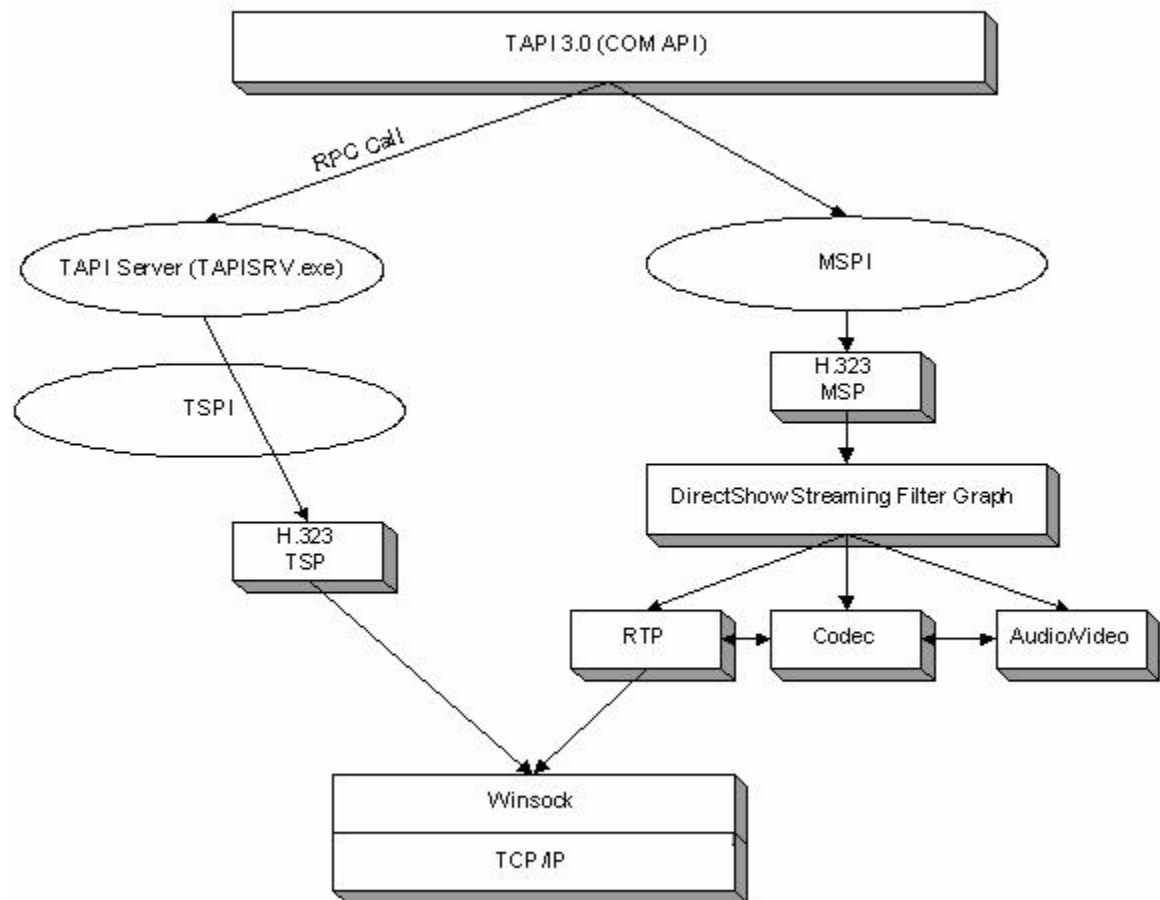 TAPI 3.0 (COM API)
RPC Call
TAPI Server (TAPISRV.exe)
MSPI
H.323
MSP
TSPI
DirectShow Streaming Filter Graph
H.323
TSP
RTP
Codec
Audio/Video
Winsock
TCP/IP